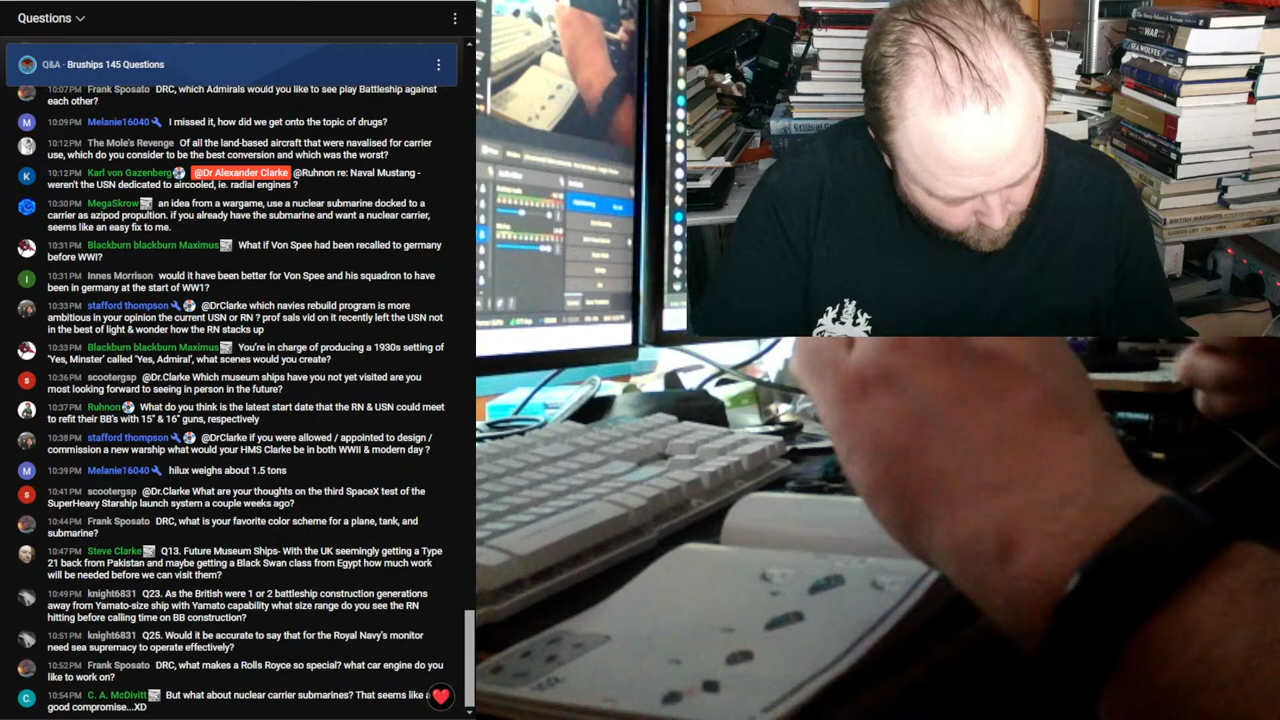 Questions
Q&A · Bruships 145 Questions
10:07PM Frank Sposato DRC, which Admirals would you like to see play Battleship against
each other?
M 10:09PM Melanie16040 I missed it, how did we get onto the topic of drugs?
10:12PM The Mole's Revenge Of all the land-based aircraft that were navalised for carrier
use, which do you consider to be the best conversion and which was the worst?
K 10:12PM Karl von Gazenberg @Dr Alexander Clarke @Ruhnon re: Naval Mustang -
weren't the USN dedicated to aircooled, ie. radial engines ?
10:30PM MegaSkrow an idea from a wargame, use a nuclear submarine docked to a
carrier as azipod propultion. if you already have the submarine and want a nuclear carrier,
seems like an easy fix to me.
10:31PM Blackburn blackburn Maximus What if Von Spee had been recalled to germany
before WWI?
I 10:31PM Innes Morrison would it have been better for Von Spee and his squadron to have
been in germany at the start of WW1?
10:33PM stafford thompson @DrClarke which navies rebuild program is more
ambitious in your opinion the current USN or RN ? prof sals vid on it recently left the USN not
in the best of light & wonder how the RN stacks up
10:33PM Blackburn blackburn Maximus You're in charge of producing a 1930s setting of
'Yes, Minster' called 'Yes, Admiral', what scenes would you create?
S 10:36PM scootergsp @Dr.Clarke Which museum ships have you not yet visited are you
most looking forward to seeing in person in the future?
10:37PM Ruhnon What do you think is the latest start date that the RN & USN could meet
to refit their BB's with 15" & 16" guns, respectively
10:38PM stafford thompson @DrClarke if you were allowed / appointed to design /
commission a new warship what would your HMS Clarke be in both WWII & modern day ?
M 10:39PM Melanie16040 hilux weighs about 1.5 tons
S 10:41PM scootergsp @Dr.Clarke What are your thoughts on the third SpaceX test of the
SuperHeavy Starship launch system a couple weeks ago?
10:44PM Frank Sposato DRC, what is your favorite color scheme for a plane, tank, and
submarine?
10:47PM Steve Clarke Q13. Future Museum Ships- With the UK seemingly getting a Type
21 back from Pakistan and maybe getting a Black Swan class from Egypt how much work
will be needed before we can visit them?
10:49PM knight6831 Q23. As the British were 1 or 2 battleship construction generations
away from Yamato-size ship with Yamato capability what size range do you see the RN
hitting before calling time on BB construction?
10:51PM knight6831 Q25. Would it be accurate to say that for the Royal Navy's monitor
need sea supremacy to operate effectively?
10:52PM Frank Sposato DRC, what makes a Rolls Royce so special? what car engine do you
like to work on?
C. 10:54PM C. A. McDivitt But what about nuclear carrier submarines? That seems like a
good compromise...XD
WAR
SEA WOLVES
BRITISH WARSHIPS